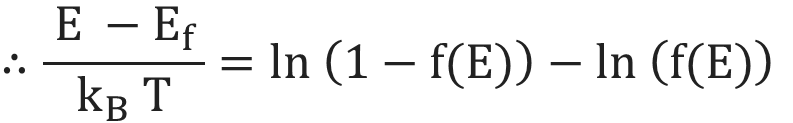 ∴ (E − E_f)/(k_B T) = ln (1 − f(E)) − ln (f(E))